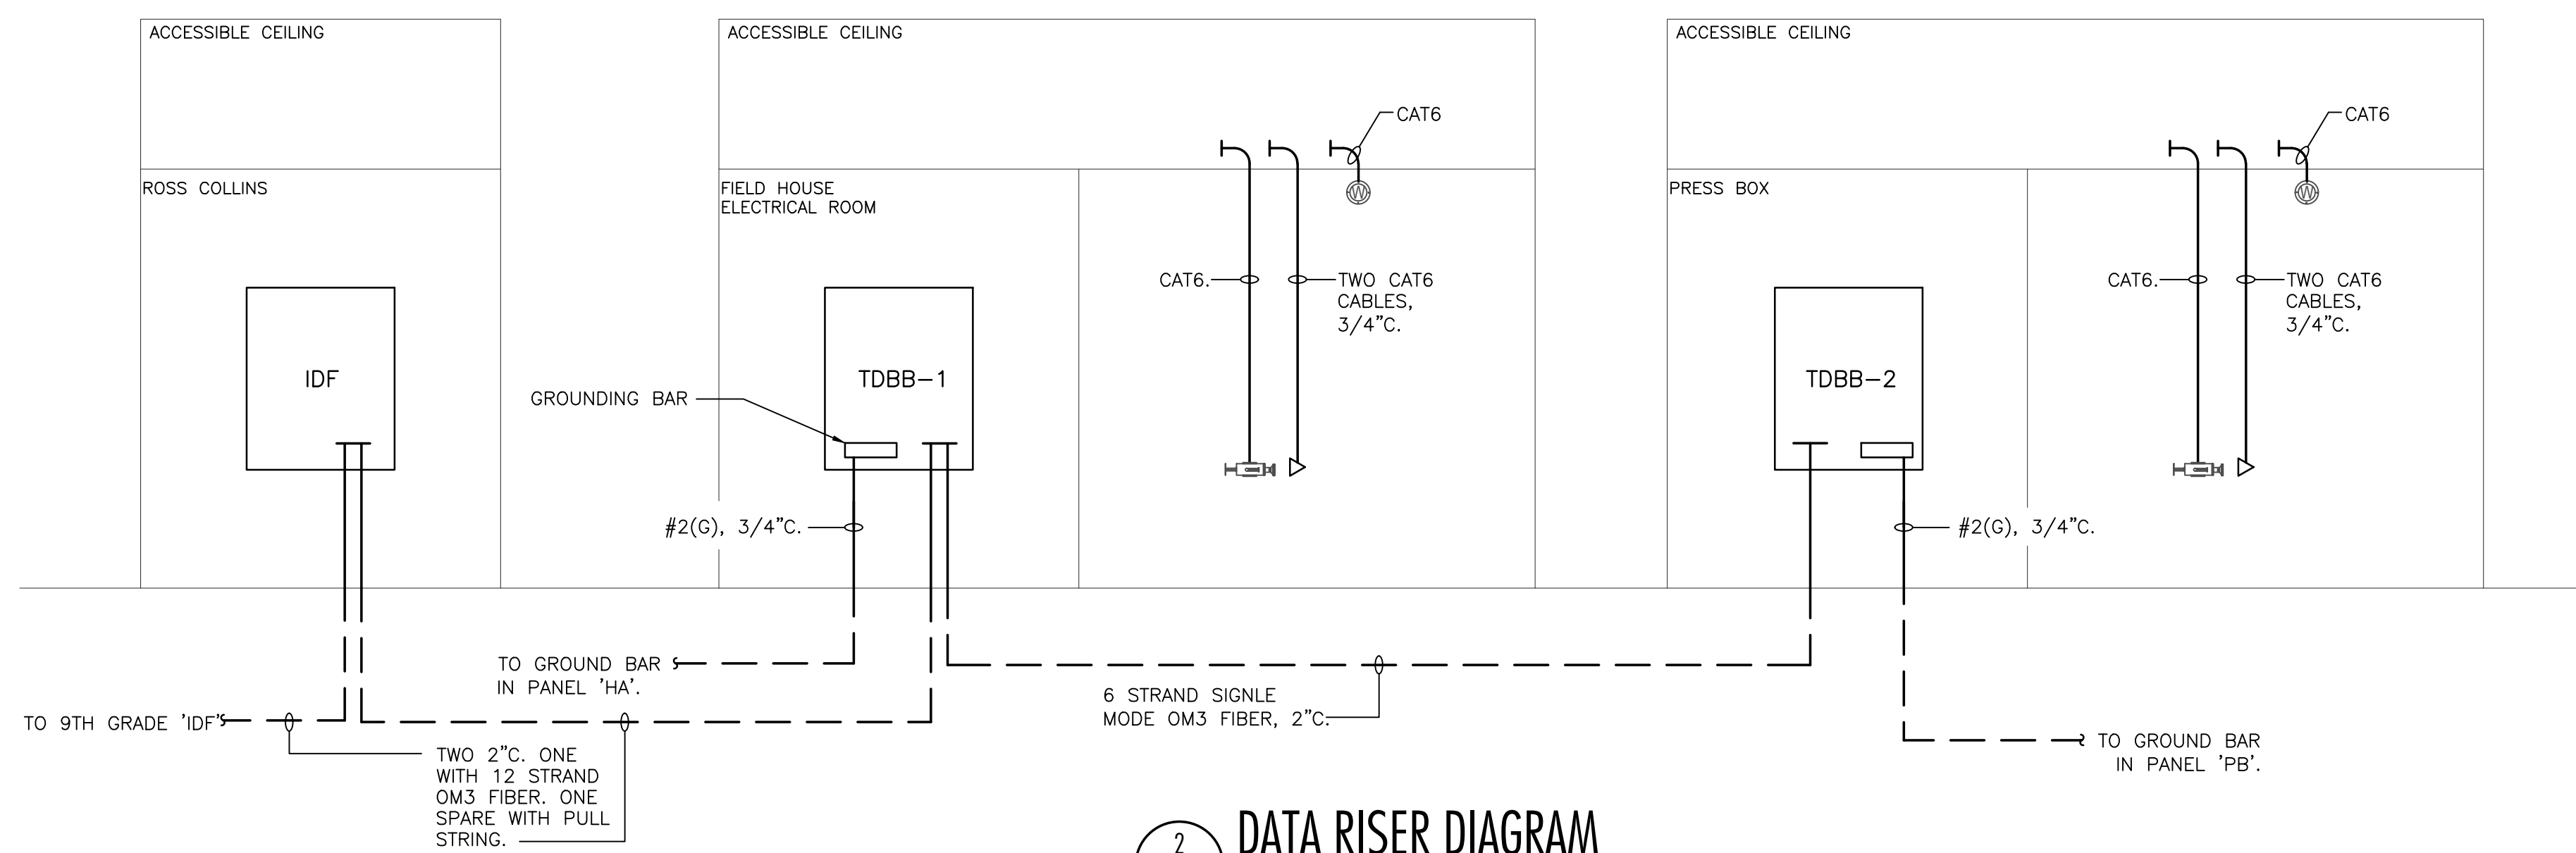 ACCESSIBLE CEILING
ROSS COLLINS
IDF
TO 9TH GRADE 'IDF'
TWO 2"C. ONE
WITH 12 STRAND
OM3 FIBER. ONE
SPARE WITH PULL
STRING.
ACCESSIBLE CEILING
FIELD HOUSE
ELECTRICAL ROOM
CAT6
CAT6.
TWO CAT6
CABLES,
3/4"C.
TDBB-1
GROUNDING BAR
#2(G), 3/4"C.
TO GROUND BAR
IN PANEL 'HA'.
6 STRAND SIGNLE
MODE OM3 FIBER, 2"C.
W
ACCESSIBLE CEILING
PRESS BOX
CAT6
W
CAT6.
TWO CAT6
CABLES,
3/4"C.
TDBB-2
#2(G), 3/4"C.
TO GROUND BAR
IN PANEL 'PB'.
2
DATA RISER DIAGRAM